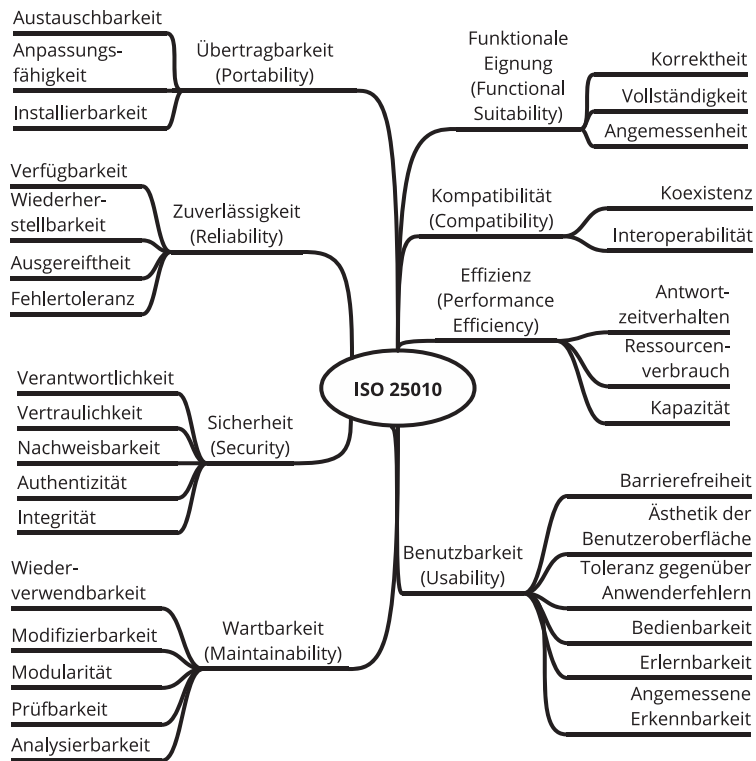 Austauschbarkeit
Anpassungs-
fähigkeit
Installierbarkeit
Übertragbarkeit
(Portability)
Verfügbarkeit
Wiederher-
stellbarkeit
Ausgereiftheit
Fehlertoleranz
Zuverlässigkeit
(Reliability)
Verantwortlichkeit
Vertraulichkeit
Nachweisbarkeit
Authentizität
Integrität
Sicherheit
(Security)
Wieder-
verwendbarkeit
Modifizierbarkeit
Modularität
Prüfbarkeit
Analysierbarkeit
Wartbarkeit
(Maintainability)
ISO 25010
Funktionale
Eignung
(Functional
Suitability)
Korrektheit
Vollständigkeit
Angemessenheit
Kompatibilität
(Compatibility)
Koexistenz
Interoperabilität
Effizienz
(Performance
Efficiency)
Antwort-
zeitverhalten
Ressourcen-
verbrauch
Kapazität
Benutzbarkeit
(Usability)
Barrierefreiheit
Ästhetik der
Benutzeroberfläche
Toleranz gegenüber
Anwenderfehlern
Bedienbarkeit
Erlernbarkeit
Angemessene
Erkennbarkeit